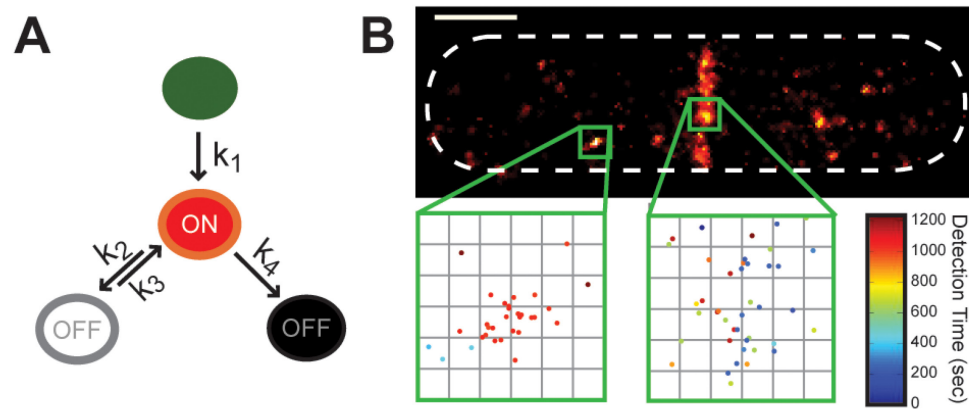 A
k1
ON
k2
k3
k4
OFF
OFF
B
1200
1000
800
600
400
200
0
Detection Time (sec)